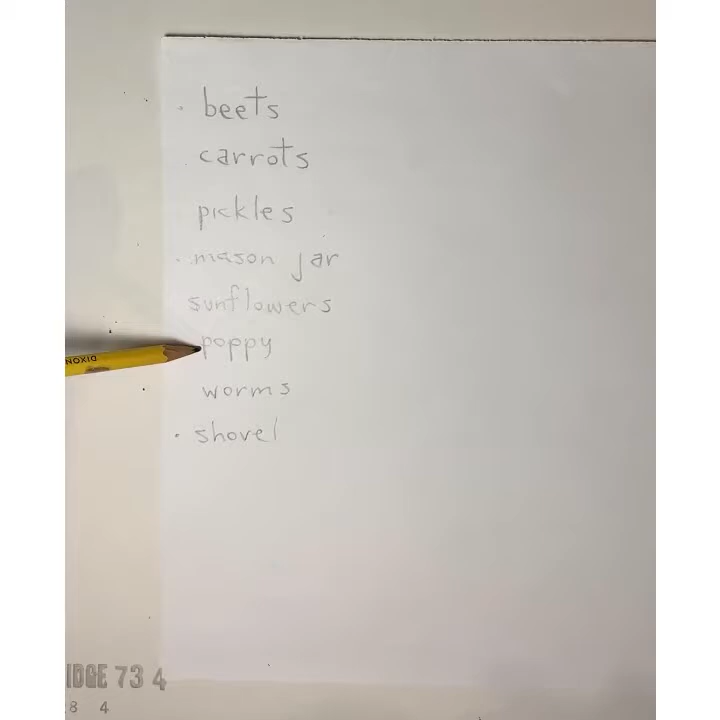 · beets
carrots
pickles
· mason jar
sunflowers
poppy
DIXON
worms
· shovel
IDGE 73 4
8 4